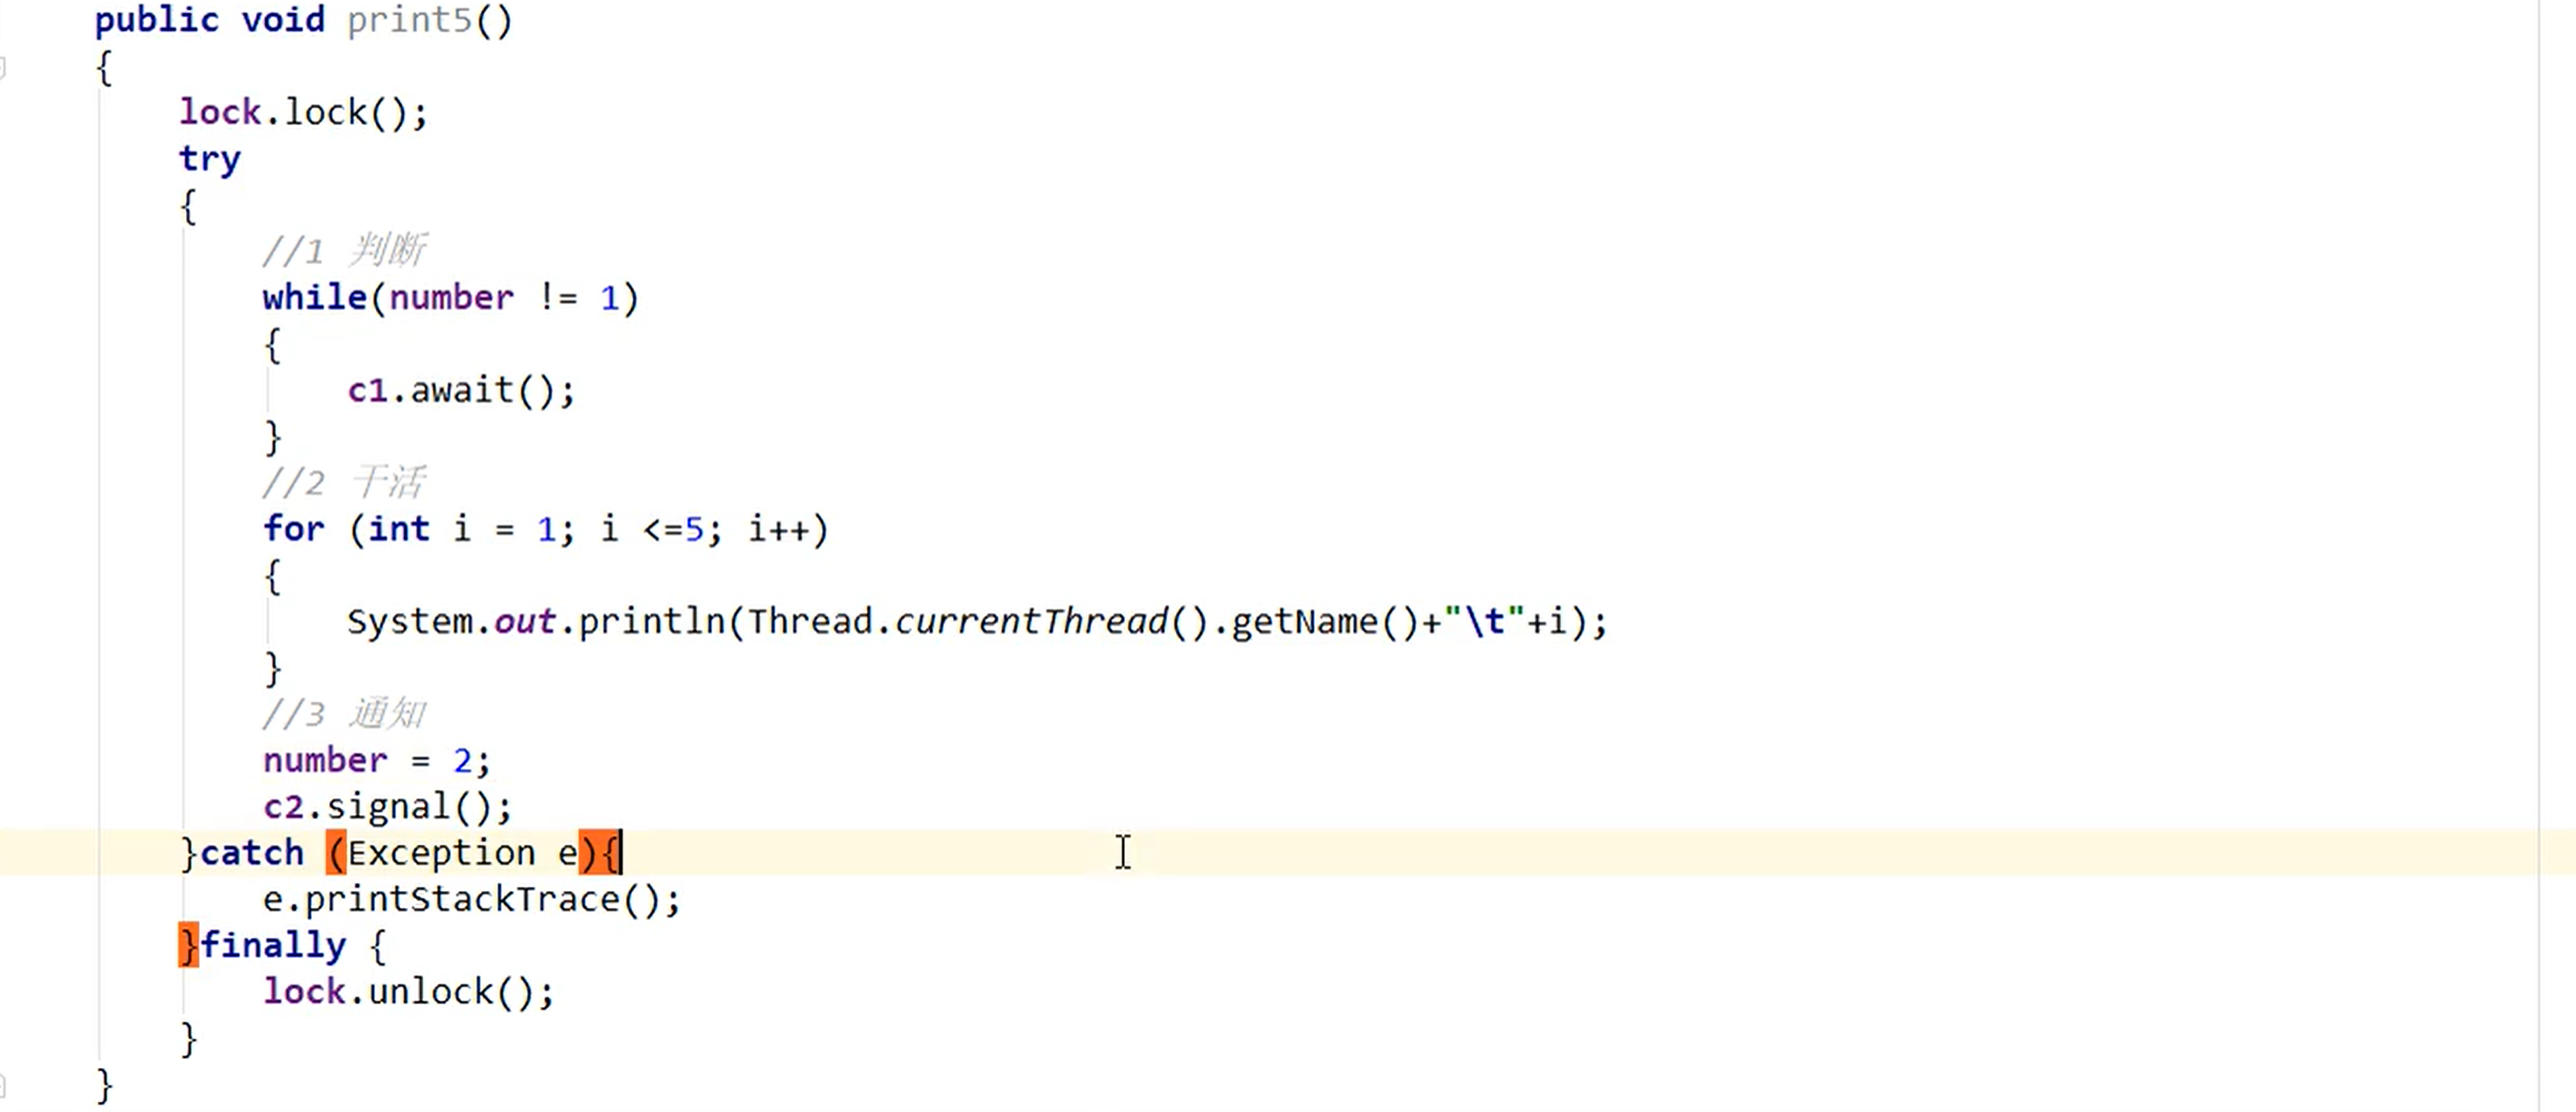 public void print5()
{
lock.lock();
try
{
//1 判断
while(number != 1)
{
c1.await();
}
//2 干活
for (int i = 1; i <=5; i++)
{
System.out.println(Thread.currentThread().getName()+"\t"+i);
}
//3 通知
number = 2;
c2.signal();
}catch (Exception e){
e.printStackTrace();
}finally {
lock.unlock();
}
}